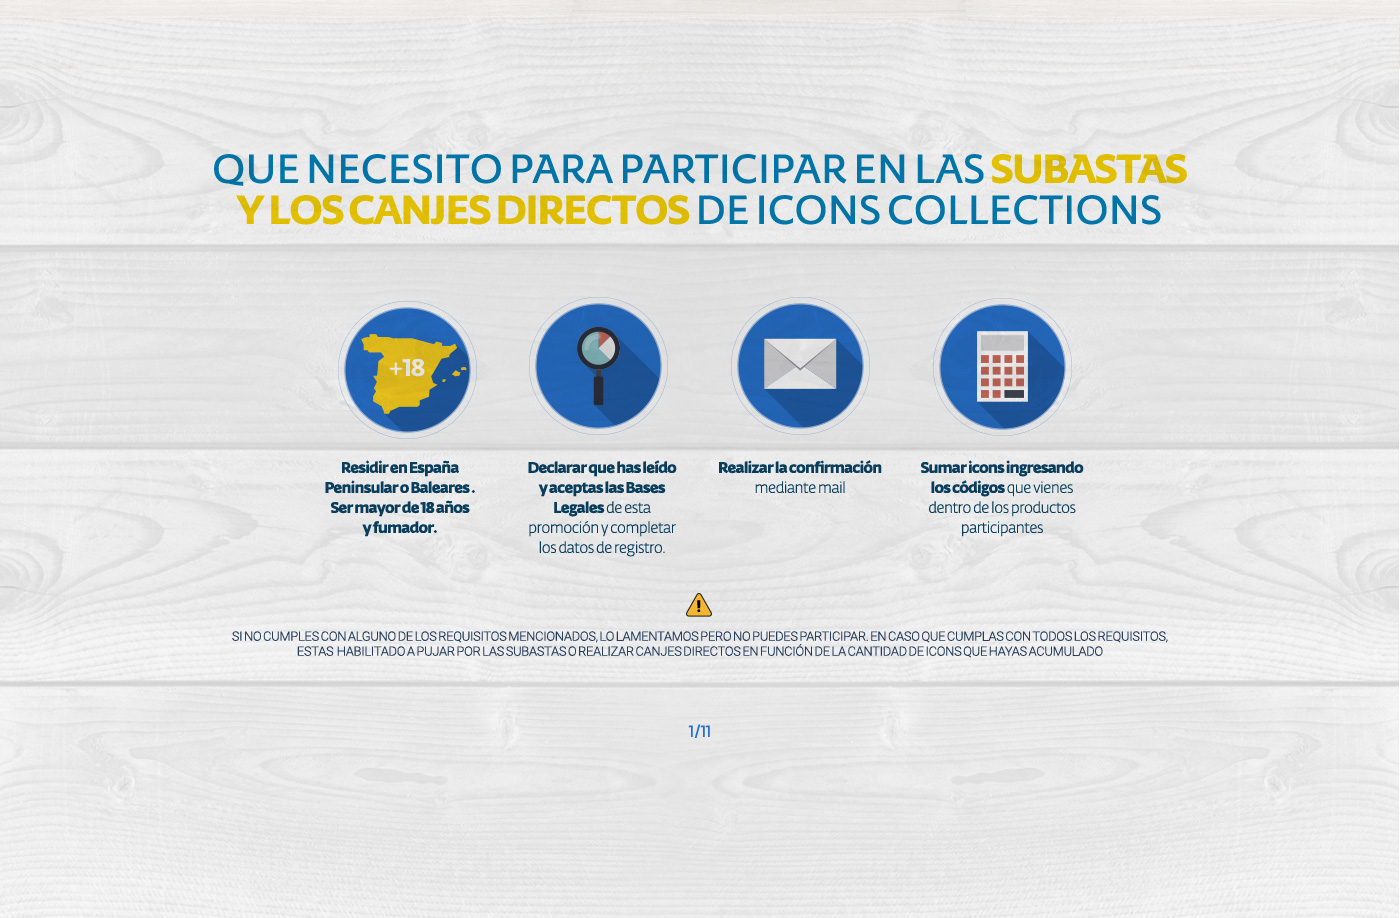 QUE NECESITO PARA PARTICIPAR EN LAS SUBASTAS
Y LOS CANJES DIRECTOS DE ICONS COLLECTIONS
+18
Residir en España
Peninsular o Baleares .
Ser mayor de 18 años
y fumador.
Declarar que has leído
y aceptas las Bases
Legales de esta
promoción y completar
los datos de registro.
Realizar la confirmación
mediante mail
Sumar icons ingresando
los códigos que vienes
dentro de los productos
participantes
SI NO CUMPLES CON ALGUNO DE LOS REQUISITOS MENCIONADOS, LO LAMENTAMOS PERO NO PUEDES PARTICIPAR. EN CASO QUE CUMPLAS CON TODOS LOS REQUISITOS,
ESTAS HABILITADO A PUJAR POR LAS SUBASTAS O REALIZAR CANJES DIRECTOS EN FUNCIÓN DE LA CANTIDAD DE ICONS QUE HAYAS ACUMULADO
1/11